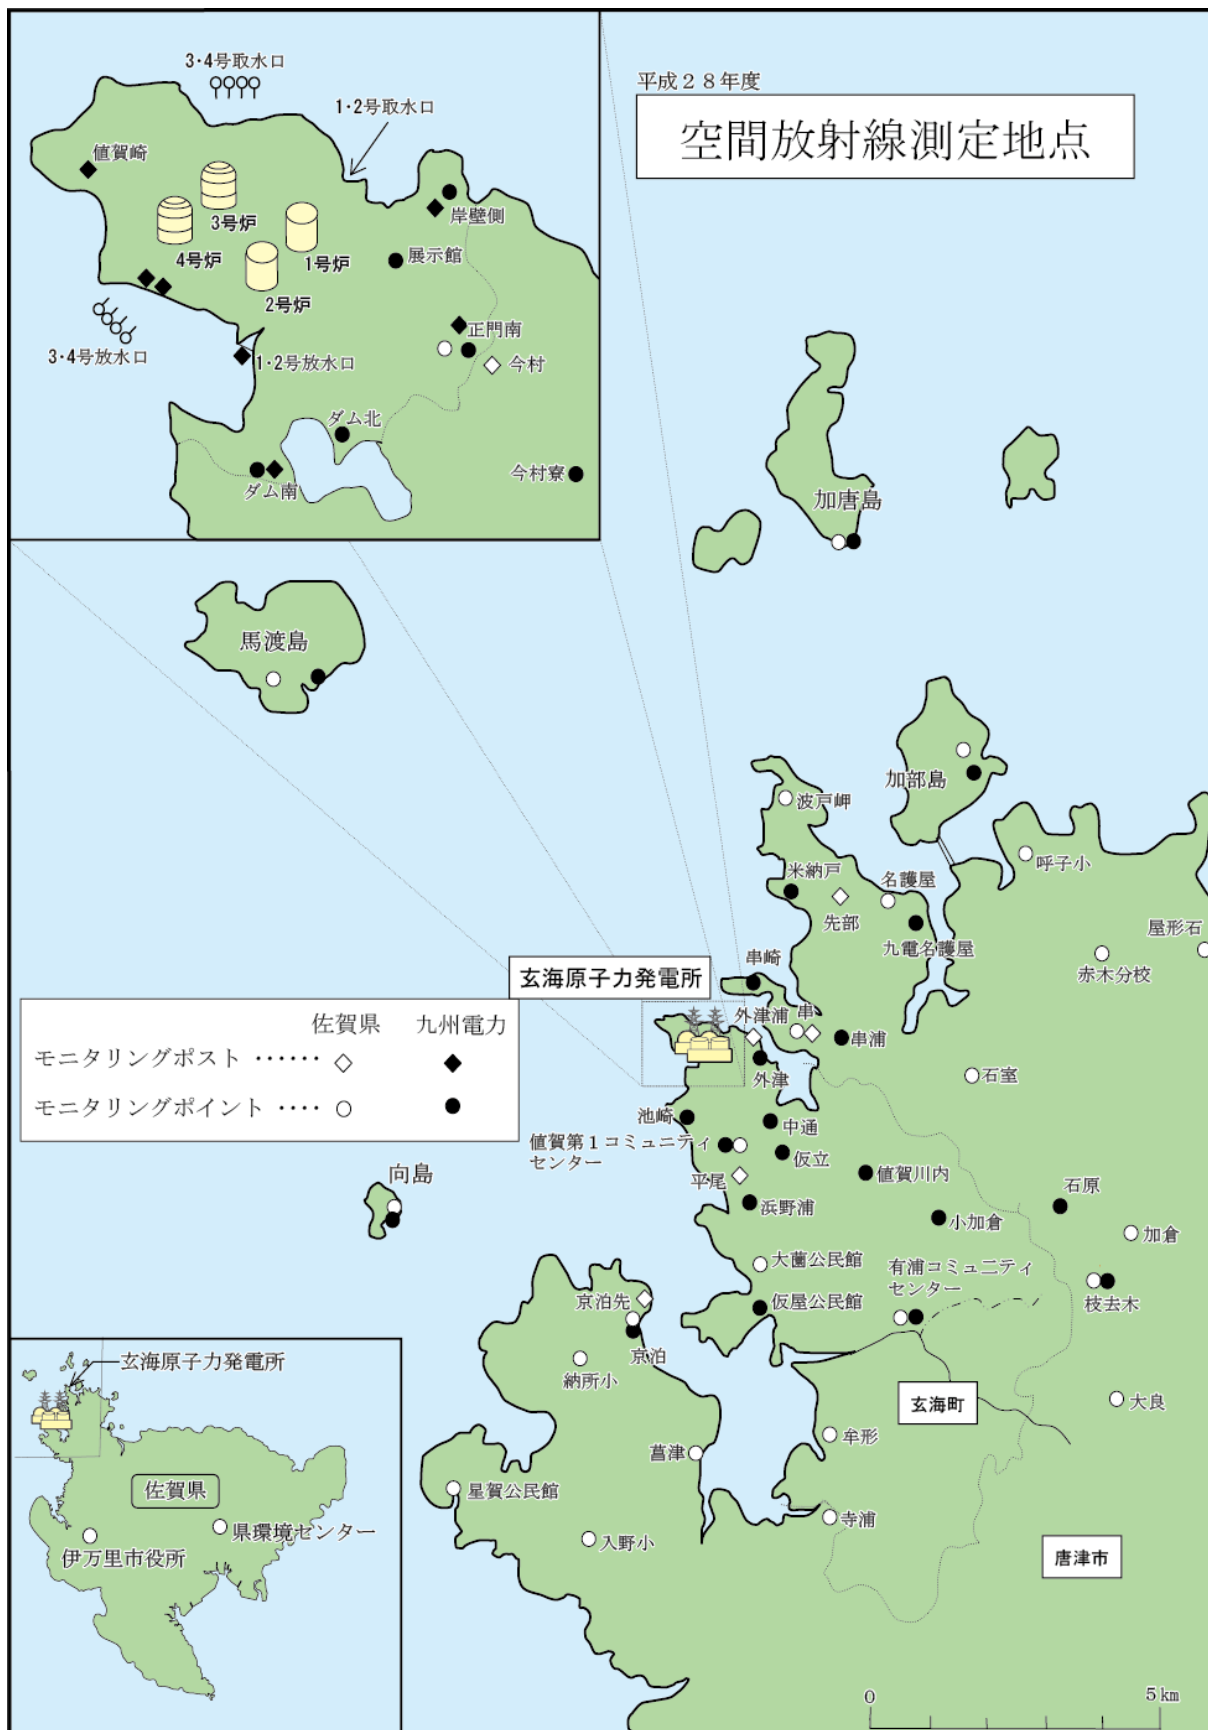 平成２８年度
空間放射線測定地点
3・4号取水口
1・2号取水口
値賀崎
岸壁側
3号炉
展示館
4号炉
1号炉
2号炉
正門南
3・4号放水口
1・2号放水口
今村
ダム北
今村寮
ダム南
加唐島
馬渡島
加部島
波戸岬
呼子小
米納戸
名護屋
先部
屋形石
九電名護屋
赤木分校
串崎
玄海原子力発電所
外津浦
串
串浦
佐賀県
九州電力
モニタリングポスト ‥‥‥ ◇ ◆
モニタリングポイント ‥‥ ○ ●
外津
石室
池崎
中通
値賀第１コミュニティ
センター
仮立
平尾
値賀川内
向島
石原
浜野浦
小加倉
加倉
大薗公民館
有浦コミュニティ
センター
京泊先
仮屋公民館
枝去木
京泊
納所小
玄海町
大良
牟形
菖津
星賀公民館
寺浦
入野小
唐津市
玄海原子力発電所
佐賀県
県環境センター
伊万里市役所
0
5km